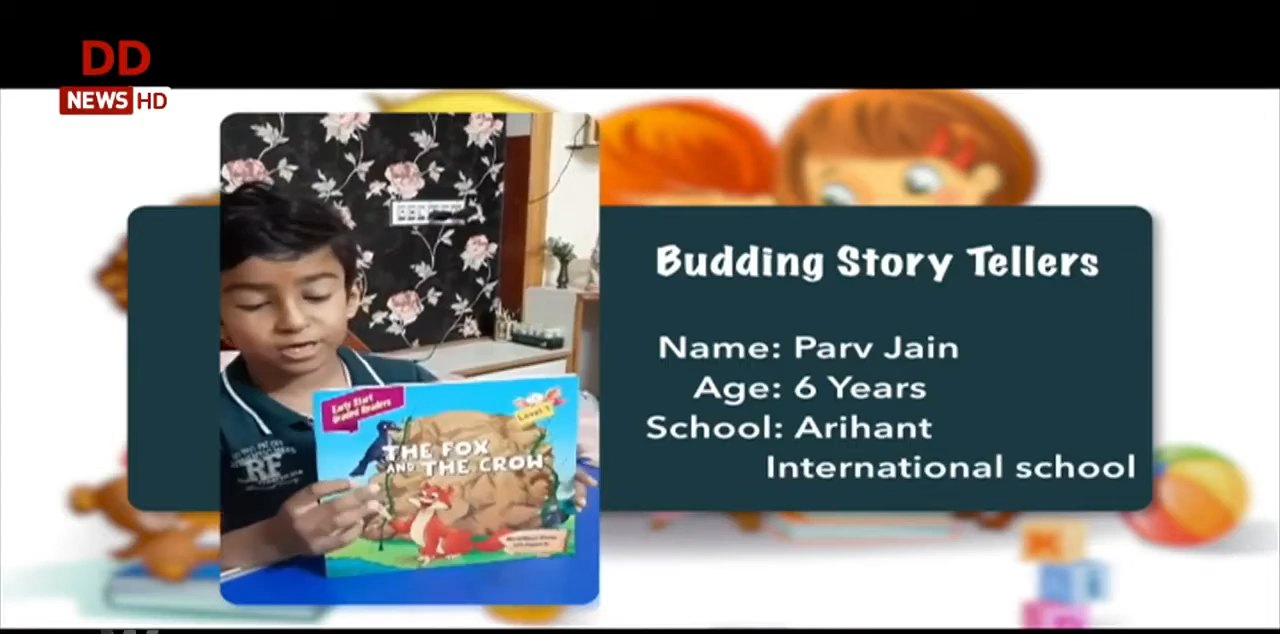 DD
NEWS HD
Budding Story Tellers
Name: Parv Jain
Age: 6 Years
School: Arihant
International school
Early Start
Graded Readers
Level 1
THE FOX
AND THE CROW
RF